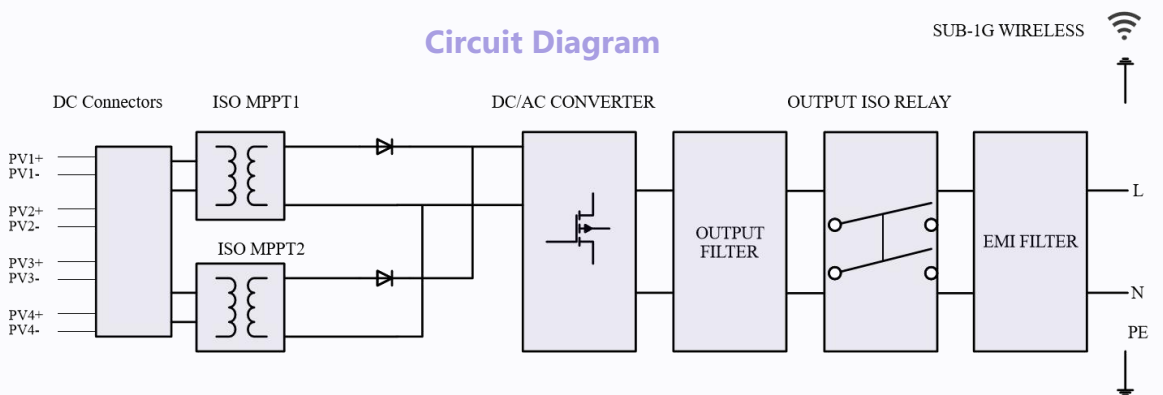 Circuit Diagram
SUB-1G WIRELESS
DC Connectors
ISO MPPT1
DC/AC CONVERTER
OUTPUT ISO RELAY
PV1+
PV1-
PV2+
PV2-
PV3+
PV3-
PV4+
PV4-
ISO MPPT2
OUTPUT
FILTER
EMI FILTER
L
N
PE